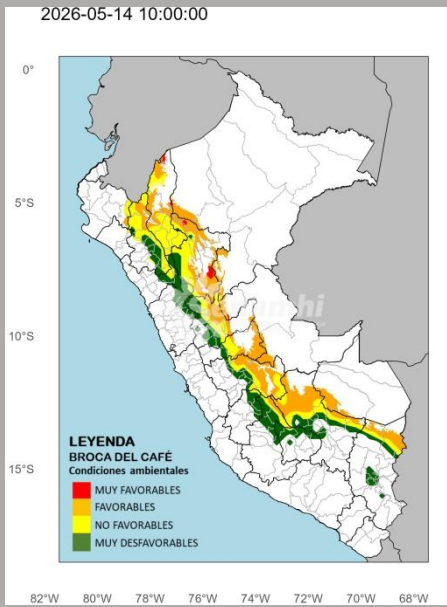 2026-05-14 10:00:00
0°
5°S
10°S
15°S
senamhi
LEYENDA
BROCA DEL CAFÉ
Condiciones ambientales
MUY FAVORABLES
FAVORABLES
NO FAVORABLES
MUY DESFAVORABLES
82°W 80°W 78°W 76°W 74°W 72°W 70°W 68°W